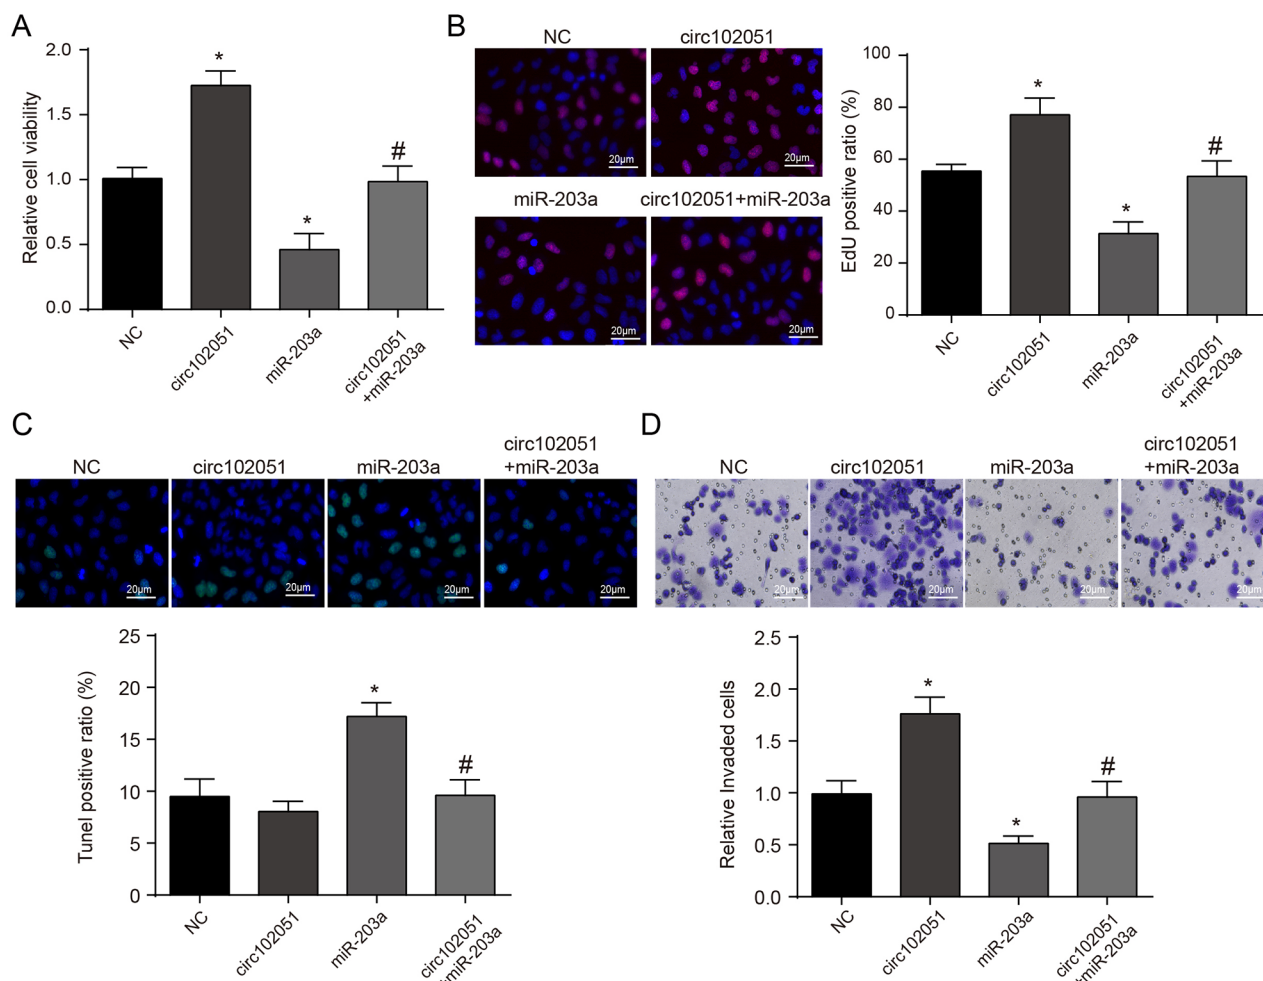 A
2.0
1.5
1.0
0.5
0.0
Relative cell viability
*
*
#
NC
circ102051
miR-203a
circ102051
+miR-203a
B
NC
circ102051
20μm
20μm
miR-203a
circ102051+miR-203a
20μm
20μm
100
80
60
40
20
0
EdU positive ratio (%)
*
*
#
NC
circ102051
miR-203a
circ102051
+miR-203a
C
NC
circ102051
miR-203a
circ102051
+miR-203a
20μm
20μm
20μm
20μm
25
20
15
10
5
0
Tunel positive ratio (%)
*
#
NC
circ102051
miR-203a
circ102051
+miR-203a
D
NC
circ102051
miR-203a
circ102051
+miR-203a
20μm
20μm
20μm
20μm
2.5
2.0
1.5
1.0
0.5
0.0
Relative Invaded cells
*
*
#
NC
circ102051
miR-203a
circ102051
+miR-203a